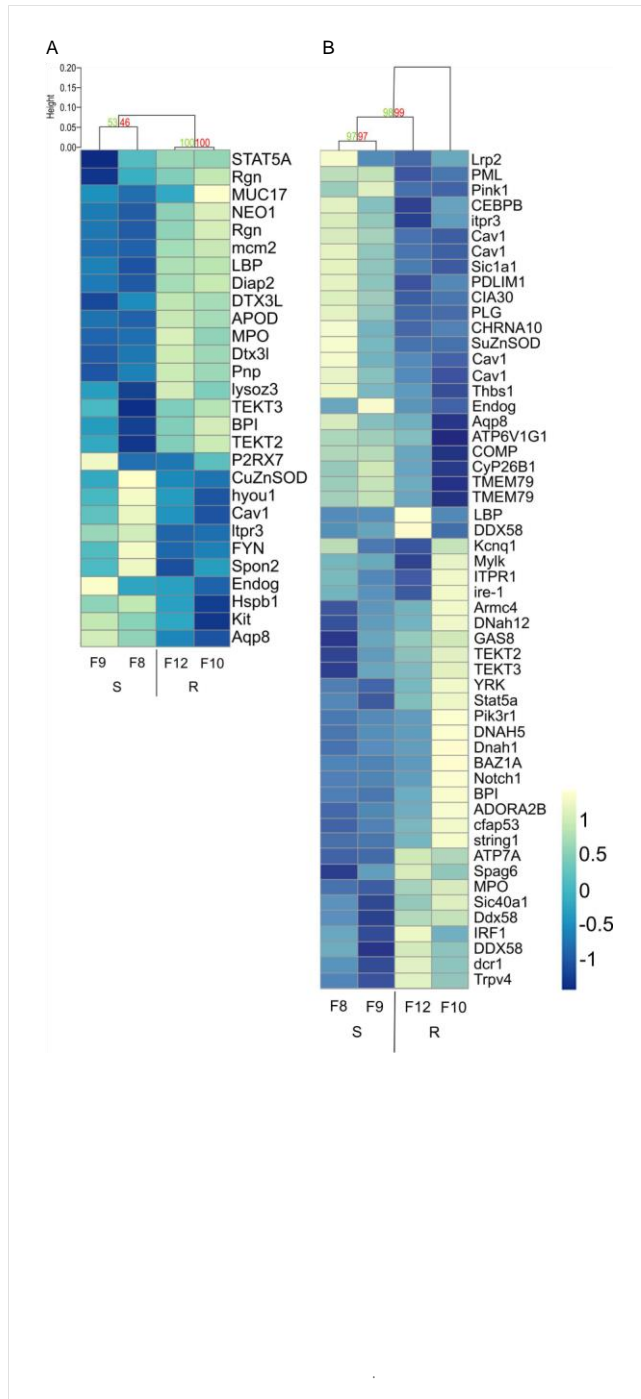 A
B
0.20
0.15
0.10
0.05
0.00
Height
53 46
100 100
98 99
97 97
STAT5A
Rgn
MUC17
NEO1
Rgn
mcm2
LBP
Diap2
DTX3L
APOD
MPO
Dtx3l
Pnp
lysoz3
TEKT3
BPI
TEKT2
P2RX7
CuZnSOD
hyou1
Cav1
Itpr3
FYN
Spon2
Endog
Hspb1
Kit
Aqp8
F9 F8 F12 F10
S R
Lrp2
PML
Pink1
CEBPB
itpr3
Cav1
Cav1
Sic1a1
PDLIM1
CIA30
PLG
CHRNA10
SuZnSOD
Cav1
Cav1
Thbs1
Endog
Aqp8
ATP6V1G1
COMP
CyP26B1
TMEM79
TMEM79
LBP
DDX58
Kcnq1
Mylk
ITPR1
ire-1
Armc4
DNah12
GAS8
TEKT2
TEKT3
YRK
Stat5a
Pik3r1
DNAH5
Dnah1
BAZ1A
Notch1
BPI
ADORA2B
cfap53
string1
ATP7A
Spag6
MPO
Sic40a1
Ddx58
IRF1
DDX58
dcr1
Trpv4
F8 F9 F12 F10
S R
1
0.5
0
-0.5
-1